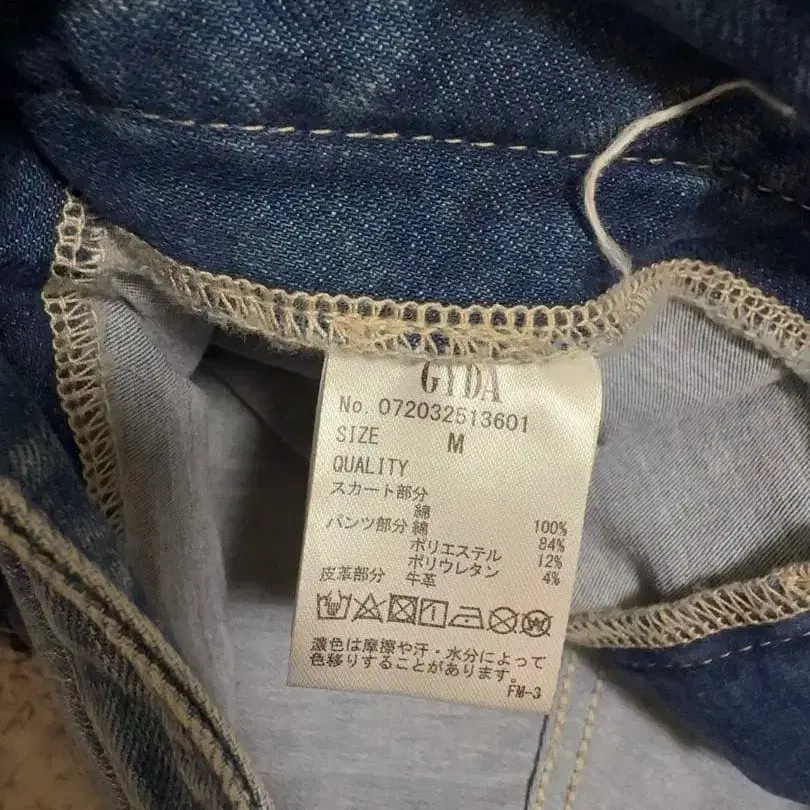 GYDA
No. 072032513601
SIZE M
QUALITY
スカート部分
綿 100%
パンツ部分 綿 84%
ポリエステル 12%
ポリウレタン 4%
皮革部分 牛革
濃色は摩擦や汗・水分によって
色移りすることがあります。
FM-3